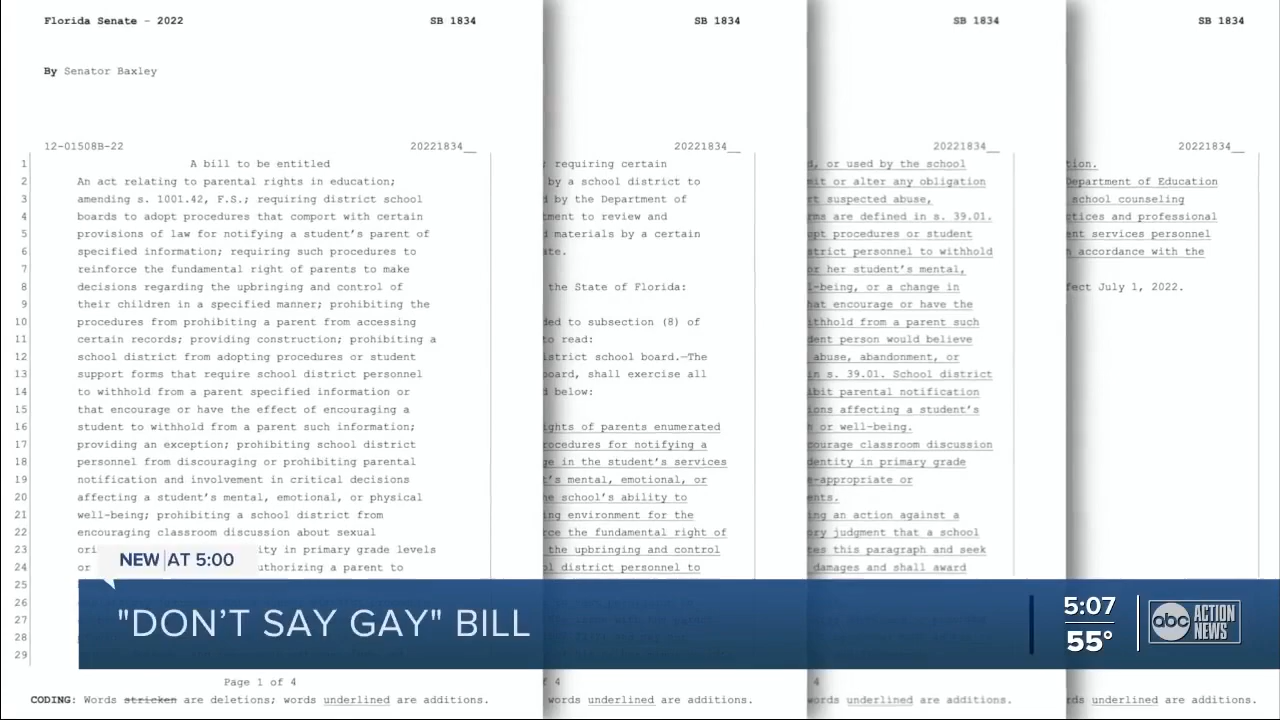 Florida Senate - 2022 SB 1834
By Senator Baxley
12-01508B-22 20221834__
1 A bill to be entitled
2 An act relating to parental rights in education;
3 amending s. 1001.42, F.S.; requiring district school
4 boards to adopt procedures that comport with certain
5 provisions of law for notifying a student's parent of
6 specified information; requiring such procedures to
7 reinforce the fundamental right of parents to make
8 decisions regarding the upbringing and control of
9 their children in a specified manner; prohibiting the
10 procedures from prohibiting a parent from accessing
11 certain records; providing construction; prohibiting a
12 school district from adopting procedures or student
13 support forms that require school district personnel
14 to withhold from a parent specified information or
15 that encourage or have the effect of encouraging a
16 student to withhold from a parent such information;
17 providing an exception; prohibiting school district
18 personnel from discouraging or prohibiting parental
19 notification and involvement in critical decisions
20 affecting a student's mental, emotional, or physical
21 well-being; prohibiting a school district from
22 encouraging classroom discussion about sexual
23 ori ity in primary grade levels
24 or uthorizing a parent to
25
26
27
28
29
Page 1 of 4
CODING: Words stricken are deletions; words underlined are additions.
SB 1834
20221834__
; requiring certain
by a school district to
d by the Department of
tment to review and
d materials by a certain
ate.
the State of Florida:
ded to subsection (8) of
to read:
istrict school board.—The
board, shall exercise all
d below:
ights of parents enumerated
rocedures for notifying a
ge in the student's services
t's mental, emotional, or
he school's ability to
ing environment for the
rce the fundamental right of
the upbringing and control
ol district personnel to
f 4
words underlined are additions.
SB 1834
20221834__
d, or used by the school
mit or alter any obligation
rt suspected abuse,
rms are defined in s. 39.01.
opt procedures or student
strict personnel to withhold
or her student's mental,
l-being, or a change in
hat encourage or have the
ithhold from a parent such
dent person would believe
abuse, abandonment, or
in s. 39.01. School district
ibit parental notification
ions affecting a student's
h or well-being.
courage classroom discussion
dentity in primary grade
e-appropriate or
ents.
ing an action against a
ory judgment that a school
tes this paragraph and seek
damages and shall award
4
words underlined are additions.
SB 1834
20221834__
tion.
Department of Education
school counseling
ctices and professional
ent services personnel
n accordance with the
fect July 1, 2022.
rds underlined are additions.
NEW AT 5:00
"DON'T SAY GAY" BILL
5:07
55°
abc ACTION NEWS